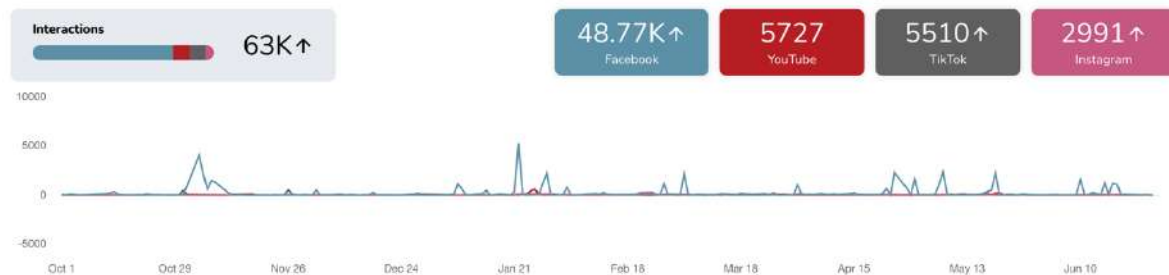 Interactions
63K↑
48.77K↑
Facebook
5727
YouTube
5510↑
TikTok
2991↑
Instagram
10000
5000
0
-5000
Oct 1 Oct 29 Nov 26 Dec 24 Jan 21 Feb 18 Mar 18 Apr 15 May 13 Jun 10